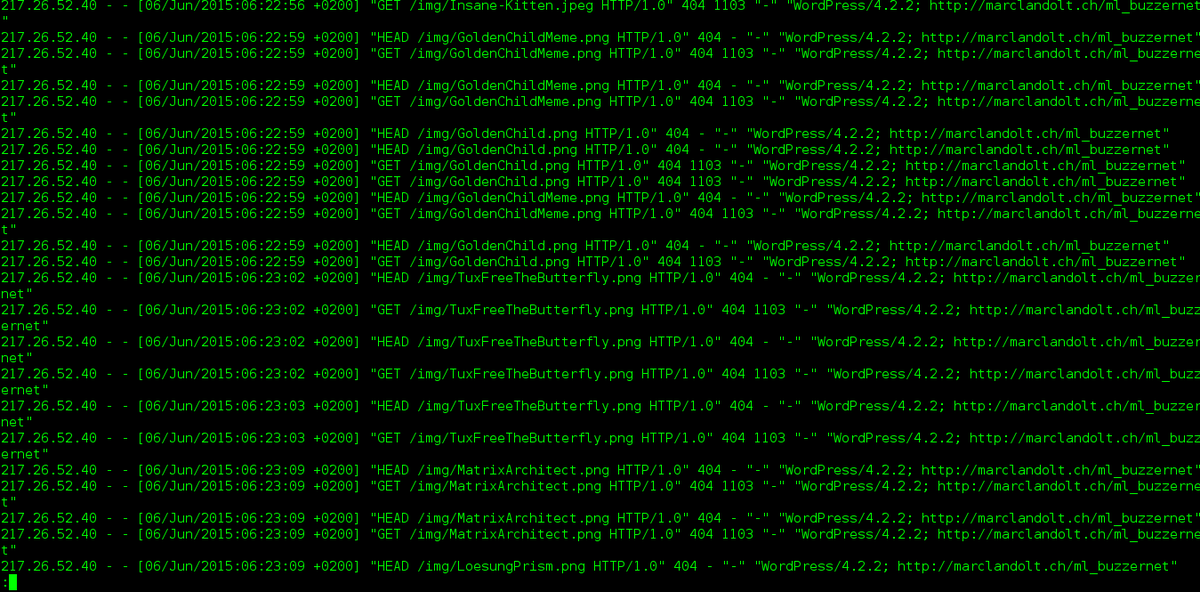 217.26.52.40 - - [06/Jun/2015:06:22:56 +0200] "GET /img/Insane-Kitten.jpeg HTTP/1.0" 404 1103 "-" "WordPress/4.2.2; http://marclandolt.ch/ml_buzzernet
"
217.26.52.40 - - [06/Jun/2015:06:22:59 +0200] "HEAD /img/GoldenChildMeme.png HTTP/1.0" 404 - "-" "WordPress/4.2.2; http://marclandolt.ch/ml_buzzernet"
217.26.52.40 - - [06/Jun/2015:06:22:59 +0200] "GET /img/GoldenChildMeme.png HTTP/1.0" 404 1103 "-" "WordPress/4.2.2; http://marclandolt.ch/ml_buzzerne
t"
217.26.52.40 - - [06/Jun/2015:06:22:59 +0200] "HEAD /img/GoldenChildMeme.png HTTP/1.0" 404 - "-" "WordPress/4.2.2; http://marclandolt.ch/ml_buzzernet"
217.26.52.40 - - [06/Jun/2015:06:22:59 +0200] "GET /img/GoldenChildMeme.png HTTP/1.0" 404 1103 "-" "WordPress/4.2.2; http://marclandolt.ch/ml_buzzerne
t"
217.26.52.40 - - [06/Jun/2015:06:22:59 +0200] "HEAD /img/GoldenChild.png HTTP/1.0" 404 - "-" "WordPress/4.2.2; http://marclandolt.ch/ml_buzzernet"
217.26.52.40 - - [06/Jun/2015:06:22:59 +0200] "HEAD /img/GoldenChild.png HTTP/1.0" 404 - "-" "WordPress/4.2.2; http://marclandolt.ch/ml_buzzernet"
217.26.52.40 - - [06/Jun/2015:06:22:59 +0200] "GET /img/GoldenChild.png HTTP/1.0" 404 1103 "-" "WordPress/4.2.2; http://marclandolt.ch/ml_buzzernet"
217.26.52.40 - - [06/Jun/2015:06:22:59 +0200] "GET /img/GoldenChild.png HTTP/1.0" 404 1103 "-" "WordPress/4.2.2; http://marclandolt.ch/ml_buzzernet"
217.26.52.40 - - [06/Jun/2015:06:22:59 +0200] "HEAD /img/GoldenChildMeme.png HTTP/1.0" 404 - "-" "WordPress/4.2.2; http://marclandolt.ch/ml_buzzernet"
217.26.52.40 - - [06/Jun/2015:06:22:59 +0200] "GET /img/GoldenChildMeme.png HTTP/1.0" 404 1103 "-" "WordPress/4.2.2; http://marclandolt.ch/ml_buzzerne
t"
217.26.52.40 - - [06/Jun/2015:06:22:59 +0200] "HEAD /img/GoldenChild.png HTTP/1.0" 404 - "-" "WordPress/4.2.2; http://marclandolt.ch/ml_buzzernet"
217.26.52.40 - - [06/Jun/2015:06:22:59 +0200] "GET /img/GoldenChild.png HTTP/1.0" 404 1103 "-" "WordPress/4.2.2; http://marclandolt.ch/ml_buzzernet"
217.26.52.40 - - [06/Jun/2015:06:23:02 +0200] "HEAD /img/TuxFreeTheButterfly.png HTTP/1.0" 404 - "-" "WordPress/4.2.2; http://marclandolt.ch/ml_buzzer
net"
217.26.52.40 - - [06/Jun/2015:06:23:02 +0200] "GET /img/TuxFreeTheButterfly.png HTTP/1.0" 404 1103 "-" "WordPress/4.2.2; http://marclandolt.ch/ml_buzz
ernet"
217.26.52.40 - - [06/Jun/2015:06:23:02 +0200] "HEAD /img/TuxFreeTheButterfly.png HTTP/1.0" 404 - "-" "WordPress/4.2.2; http://marclandolt.ch/ml_buzzer
net"
217.26.52.40 - - [06/Jun/2015:06:23:02 +0200] "GET /img/TuxFreeTheButterfly.png HTTP/1.0" 404 1103 "-" "WordPress/4.2.2; http://marclandolt.ch/ml_buzz
ernet"
217.26.52.40 - - [06/Jun/2015:06:23:03 +0200] "HEAD /img/TuxFreeTheButterfly.png HTTP/1.0" 404 - "-" "WordPress/4.2.2; http://marclandolt.ch/ml_buzzer
net"
217.26.52.40 - - [06/Jun/2015:06:23:03 +0200] "GET /img/TuxFreeTheButterfly.png HTTP/1.0" 404 1103 "-" "WordPress/4.2.2; http://marclandolt.ch/ml_buzz
ernet"
217.26.52.40 - - [06/Jun/2015:06:23:09 +0200] "HEAD /img/MatrixArchitect.png HTTP/1.0" 404 - "-" "WordPress/4.2.2; http://marclandolt.ch/ml_buzzernet"
217.26.52.40 - - [06/Jun/2015:06:23:09 +0200] "GET /img/MatrixArchitect.png HTTP/1.0" 404 1103 "-" "WordPress/4.2.2; http://marclandolt.ch/ml_buzzerne
t"
217.26.52.40 - - [06/Jun/2015:06:23:09 +0200] "HEAD /img/MatrixArchitect.png HTTP/1.0" 404 - "-" "WordPress/4.2.2; http://marclandolt.ch/ml_buzzernet"
217.26.52.40 - - [06/Jun/2015:06:23:09 +0200] "GET /img/MatrixArchitect.png HTTP/1.0" 404 1103 "-" "WordPress/4.2.2; http://marclandolt.ch/ml_buzzerne
t"
217.26.52.40 - - [06/Jun/2015:06:23:09 +0200] "HEAD /img/LoesungPrism.png HTTP/1.0" 404 - "-" "WordPress/4.2.2; http://marclandolt.ch/ml_buzzernet"
: